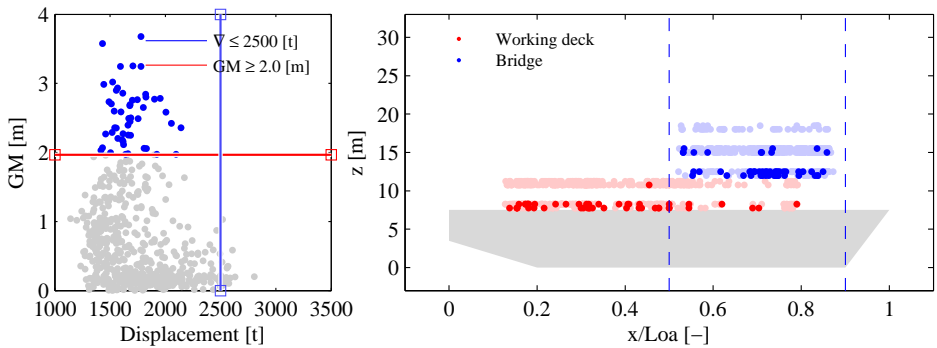 4
3
2
1
0
GM [m]
∇ ≤ 2500 [t]
GM ≥ 2.0 [m]
1000 1500 2000 2500 3000 3500
Displacement [t]
30
25
20
15
10
5
0
z [m]
Working deck
Bridge
0 0.2 0.4 0.6 0.8 1
x/Loa [−]